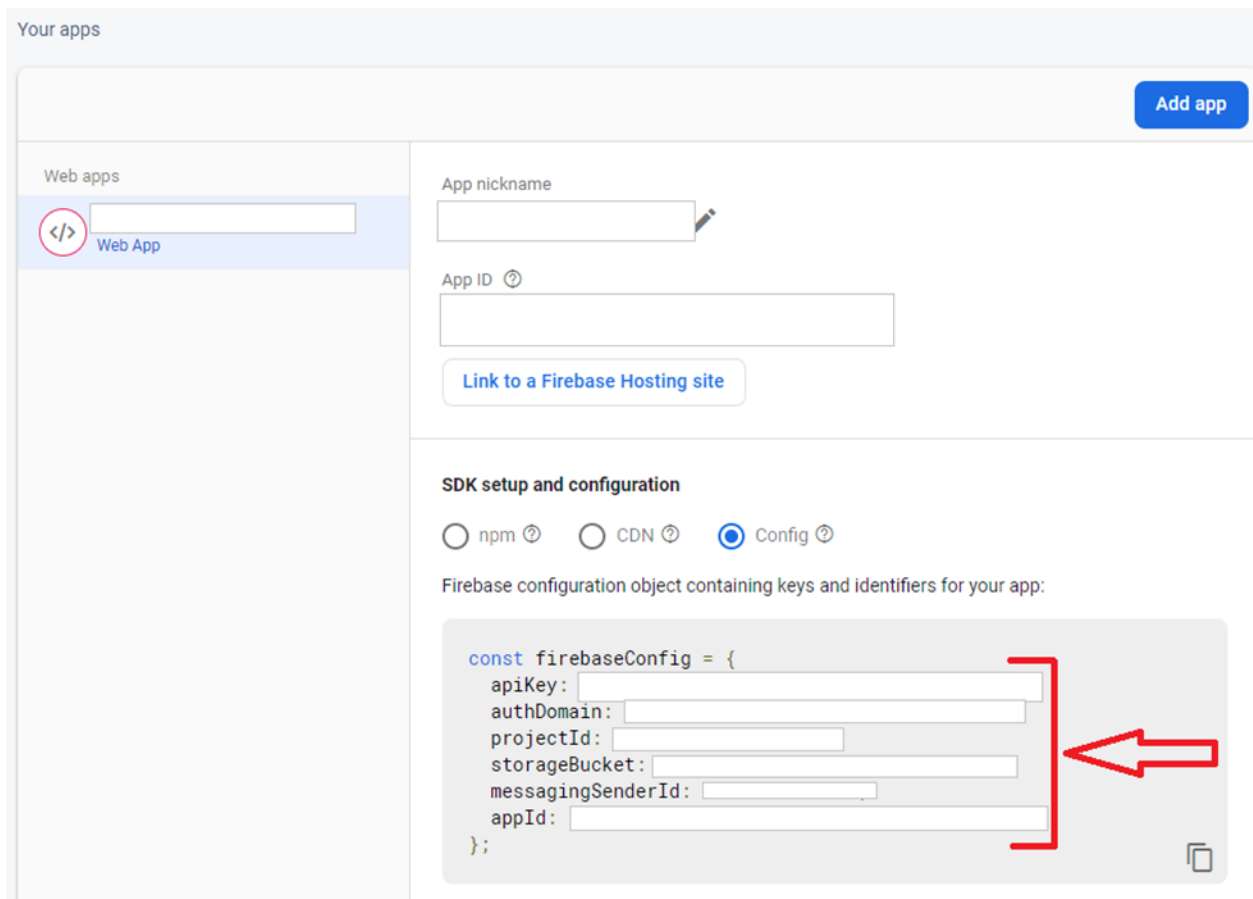 Your apps
Add app
Web apps
</>
Web App
App nickname
App ID
Link to a Firebase Hosting site
SDK setup and configuration
npm CDN Config
Firebase configuration object containing keys and identifiers for your app:
const firebaseConfig = {
apiKey:
authDomain:
projectId:
storageBucket:
messagingSenderId:
appId:
};